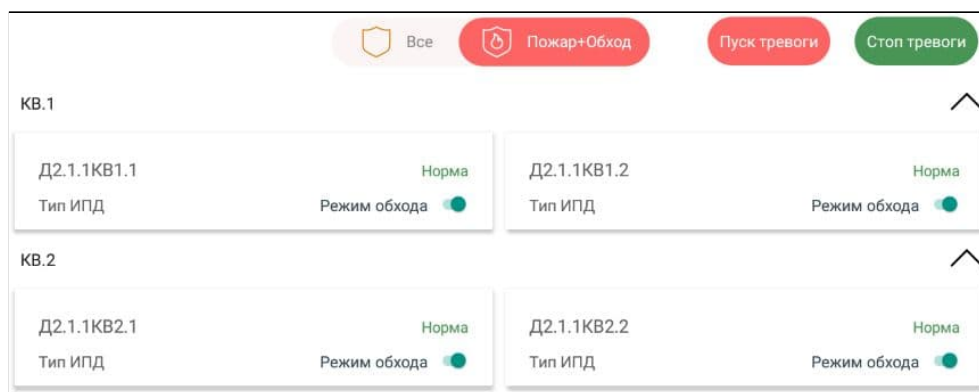 Все Пожар+Обход Пуск тревоги Стоп тревоги
КВ.1
Д2.1.1КВ1.1 Норма Д2.1.1КВ1.2 Норма
Тип ИПД Режим обхода Тип ИПД Режим обхода
КВ.2
Д2.1.1КВ2.1 Норма Д2.1.1КВ2.2 Норма
Тип ИПД Режим обхода Тип ИПД Режим обхода